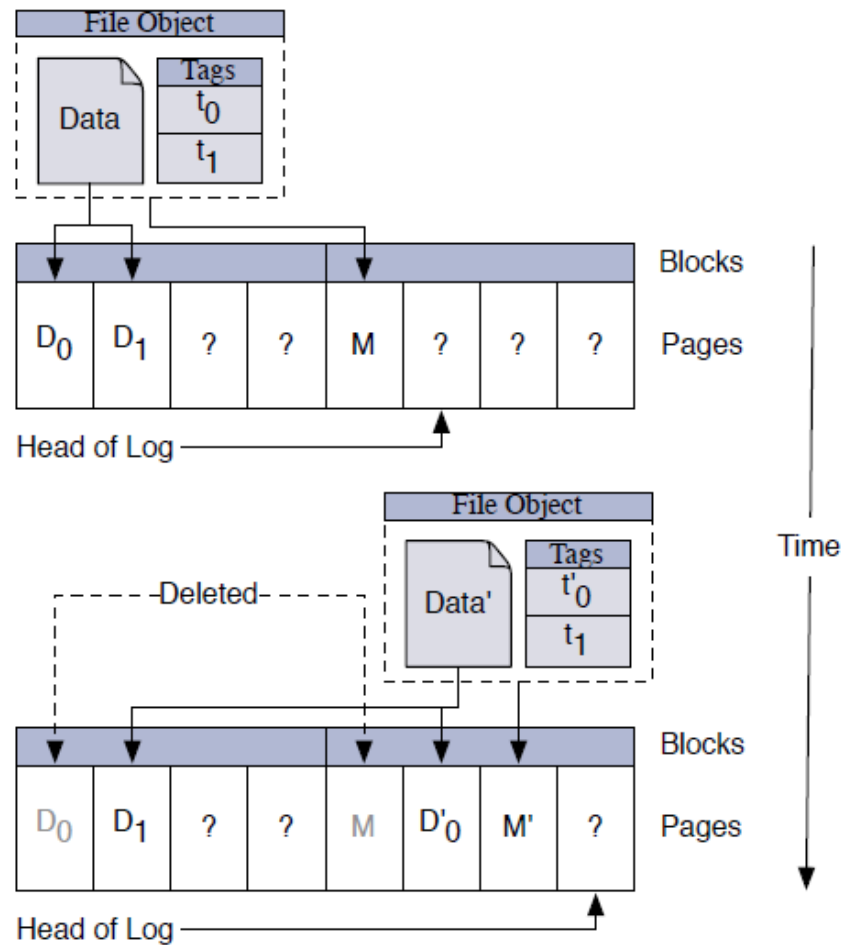 File Object
Data
Tags
t0
t1
Blocks
D0 D1 ? ? M ? ? ? Pages
Head of Log
File Object
Tags
Data'
t'0
t1
Time
Deleted
Blocks
D0 D1 ? ? M D'0 M' ? Pages
Head of Log